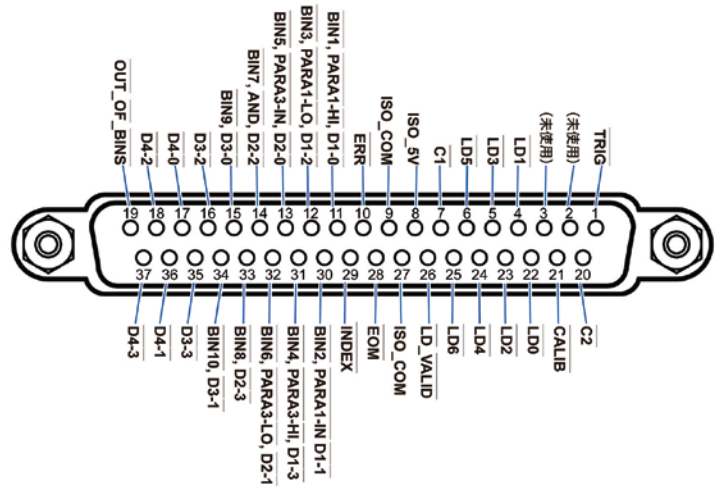 OUT_OF_BINS
D4-2
D4-0
D3-2
BIN9, D3-0
BIN7, AND, D2-2
BIN5, PARA3-IN, D2-0
BIN3, PARA1-LO, D1-2
BIN1, PARA1-HI, D1-0
ERR
ISO_COM
ISO_5V
C1
LD5
LD3
LD1
(未使用)
(未使用)
TRIG
19 18 17 16 15 14 13 12 11 10 9 8 7 6 5 4 3 2 1
37 36 35 34 33 32 31 30 29 28 27 26 25 24 23 22 21 20
D4-3
D4-1
D3-3
BIN10, D3-1
BIN8, D2-3
BIN6, PARA3-LO, D2-1
BIN4, PARA3-HI, D1-3
BIN2, PARA1-IN D1-1
INDEX
EOM
ISO_COM
LD_VALID
LD6
LD4
LD2
LD0
CALIB
C2